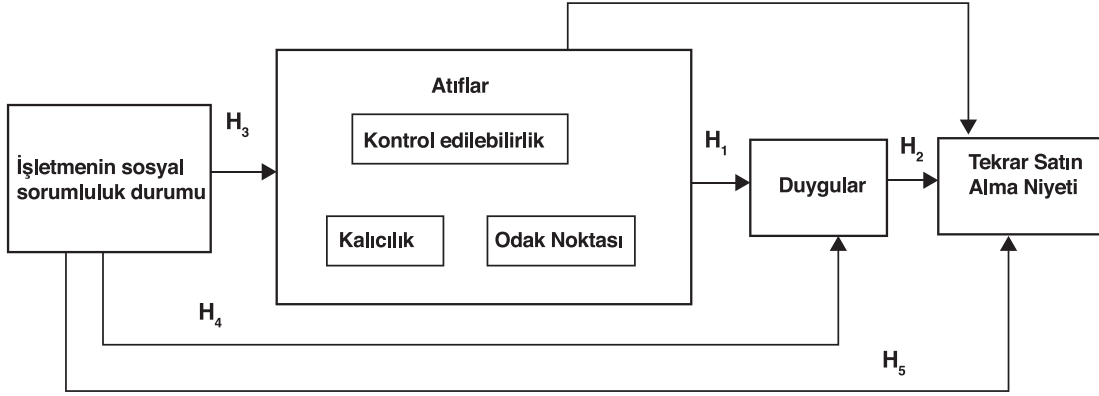 Atıflar
Kontrol edilebilirlik
Kalıcılık
Odak Noktası
İşletmenin sosyal
sorumluluk durumu
H3
H1
Duygular
H2
Tekrar Satın
Alma Niyeti
H4
H5